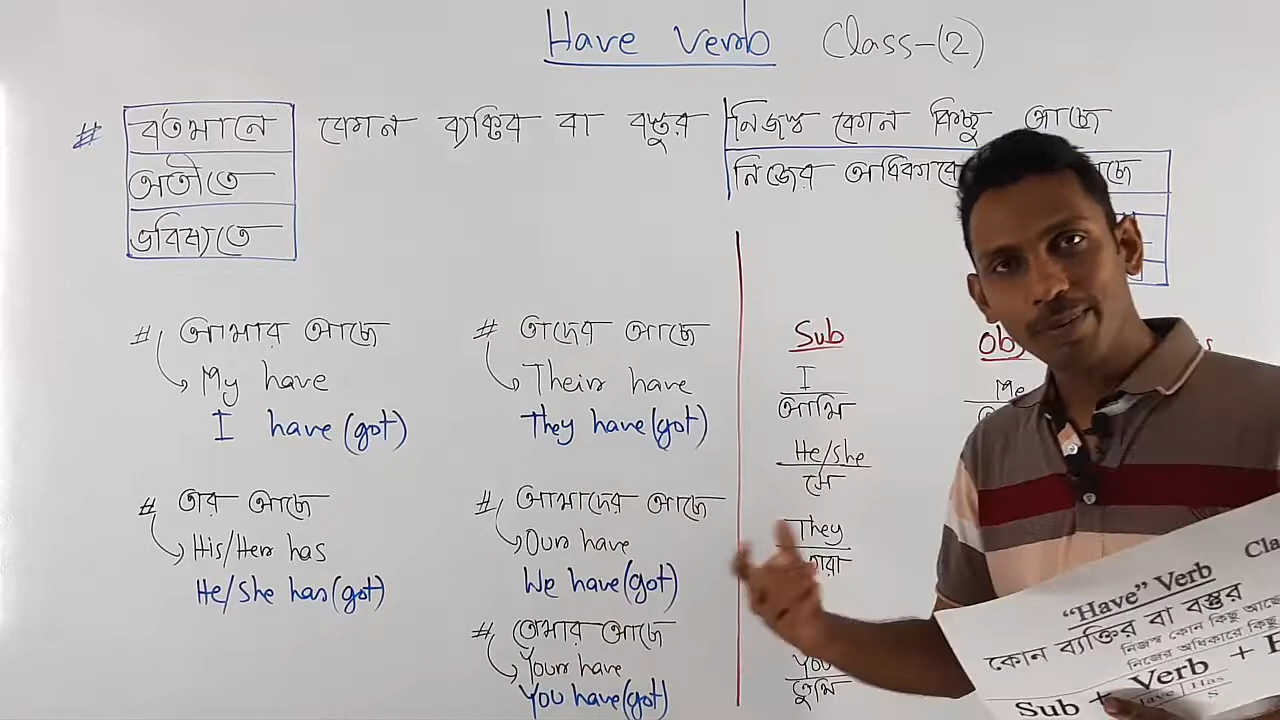 Have Verb Class-(2)
# বর্তমানে কোন ব্যক্তির বা বস্তুর নিজস্ব কোন কিছু আছে
অতীতে নিজের অধিকারে
ভবিষ্যতে
# আমার আছে
My have
I have (got)
# তার আছে
His/Her has
He/She has (got)
# তাদের আছে
Their have
They have (got)
# আমাদের আছে
Our have
We have (got)
# তোমার আছে
Your have
You have (got)
Sub
I
আমি
He/She
সে
They
You
তুমি
Obj
Me
"Have" Verb
কোন ব্যক্তির বা বস্তুর
নিজস্ব কোন কিছু আছে
নিজের অধিকারে কিছু
Sub + Verb +
Have | Has